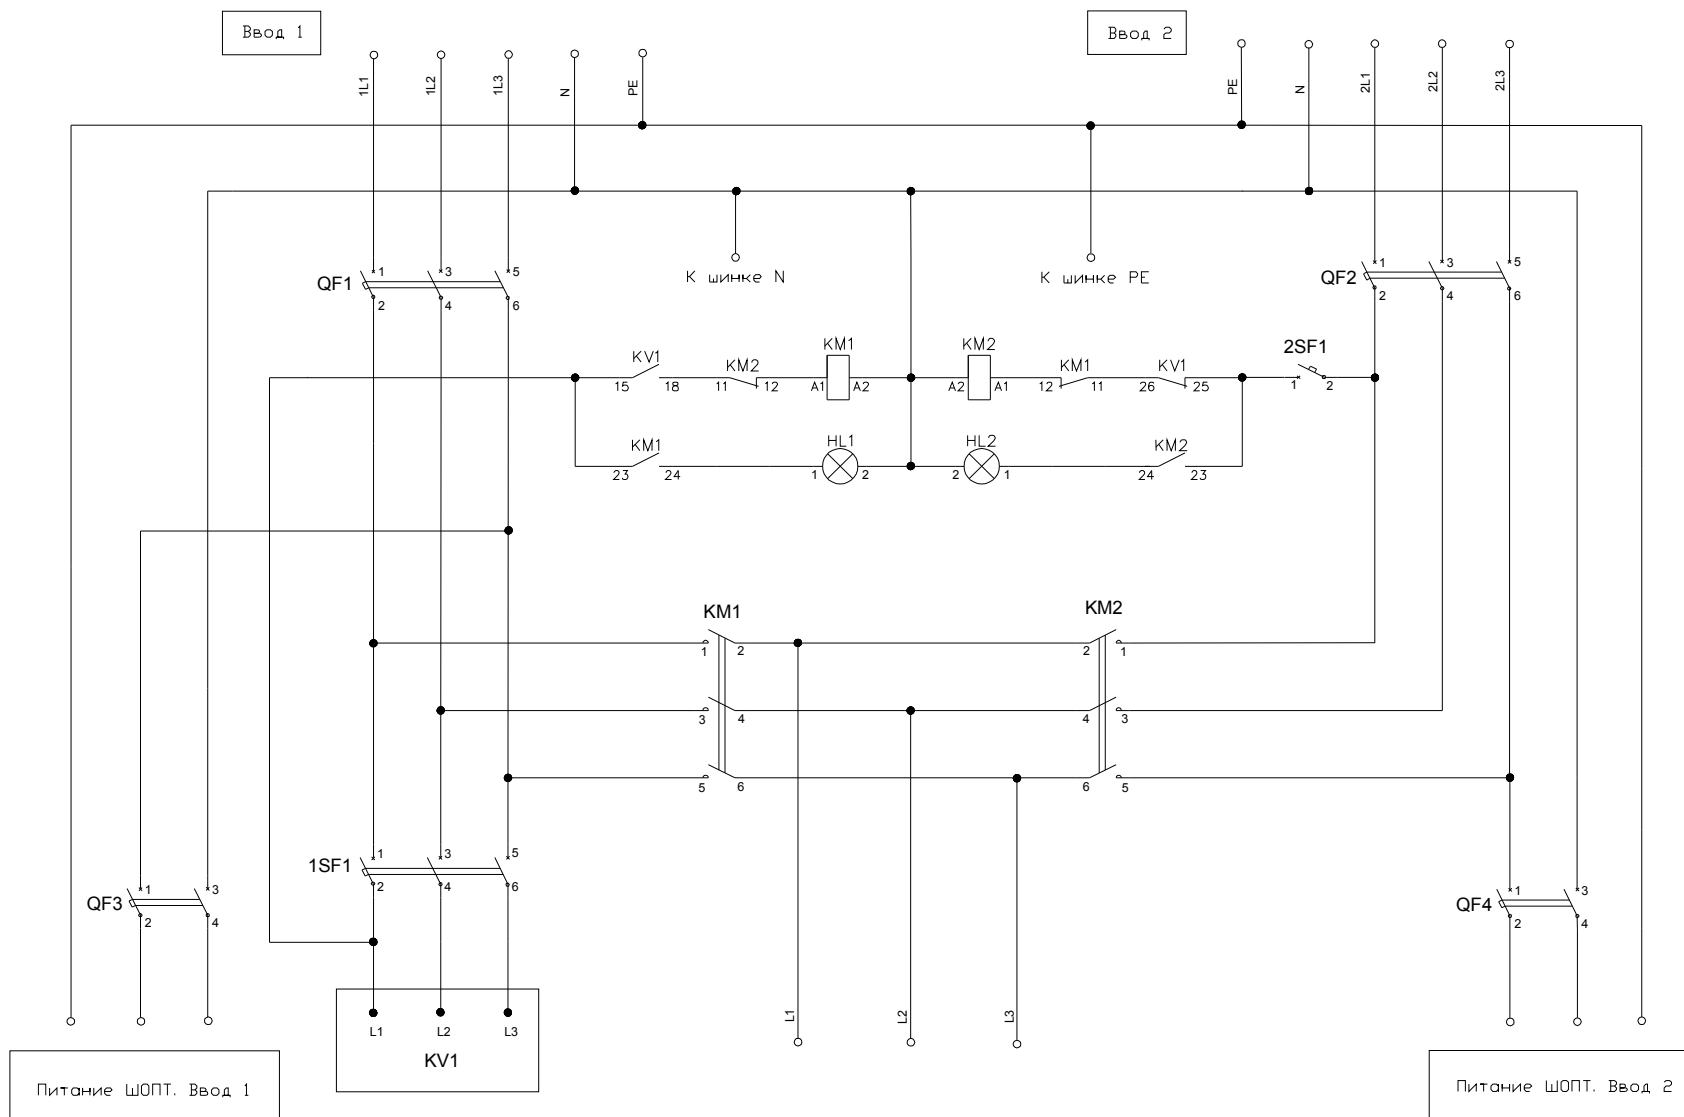 Ввод 1
Ввод 2
1L1
1L2
1L3
N
PE
PE
N
2L1
2L2
2L3
К шинке N
К шинке PE
QF1
1 3 5
2 4 6
QF2
1 3 5
2 4 6
KV1 KM2 KM1 KM2 KM1 KV1 2SF1
15 18 11 12 A1 A2 A2 A1 12 11 26 25 1 2
KM1 HL1 HL2 KM2
23 24 1 2 2 1 24 23
KM1 KM2
1 2 2 1
3 4 4 3
5 6 6 5
1SF1
1 3 5
2 4 6
QF3
1 3
2 4
QF4
1 3
2 4
L1 L2 L3
KV1
L1
L2
L3
Питание ШОПТ. Ввод 1
Питание ШОПТ. Ввод 2